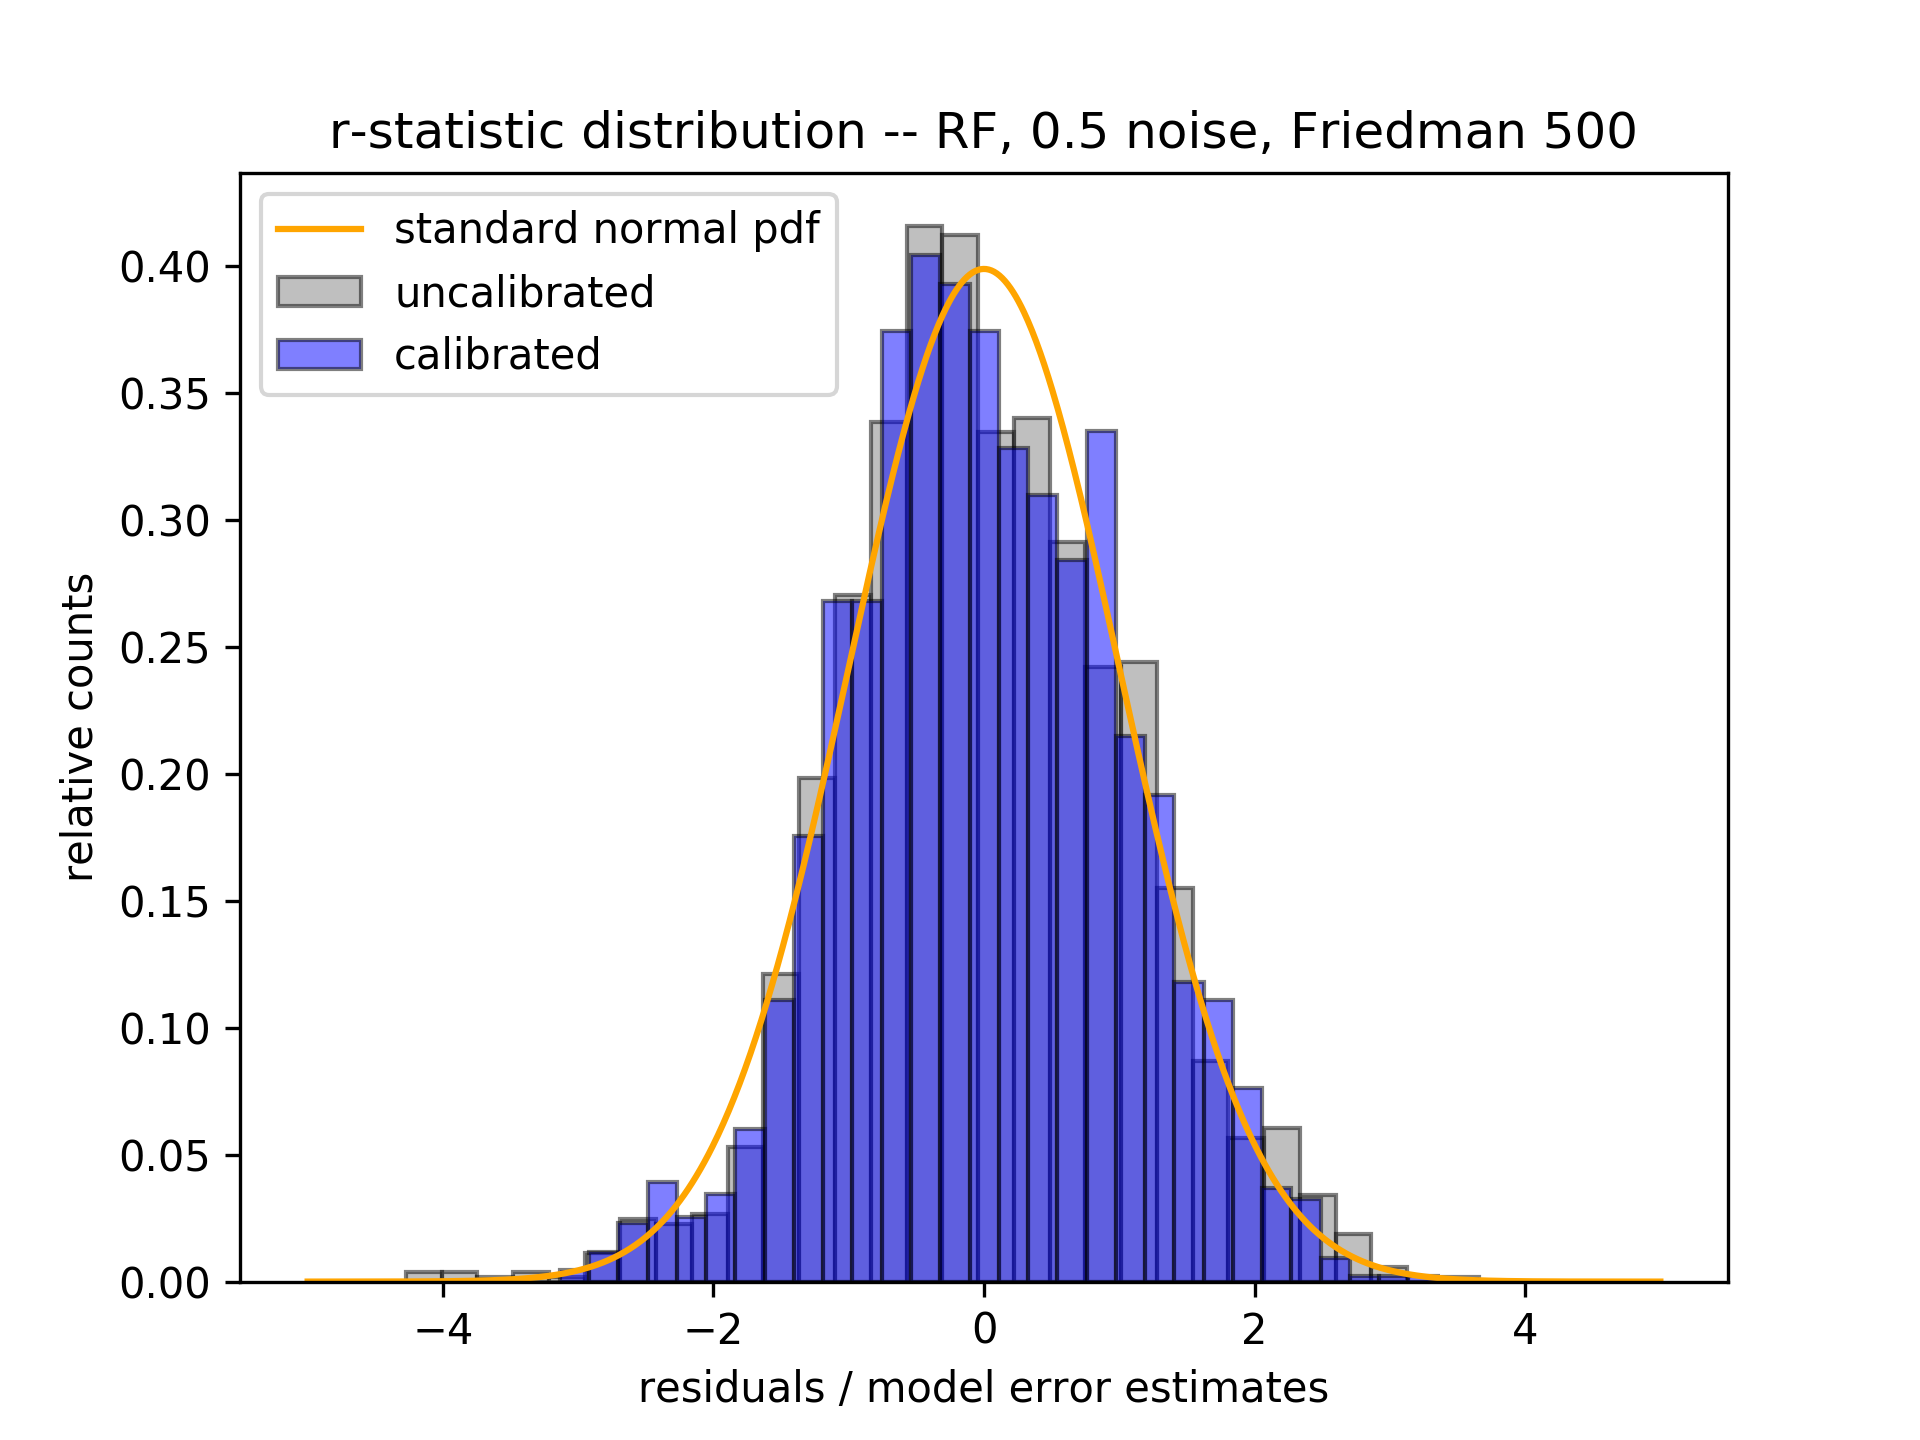 r-statistic distribution -- RF, 0.5 noise, Friedman 500
standard normal pdf
uncalibrated
calibrated
0.40
0.35
0.30
0.25
0.20
0.15
0.10
0.05
0.00
relative counts
−4
−2
0
2
4
residuals / model error estimates